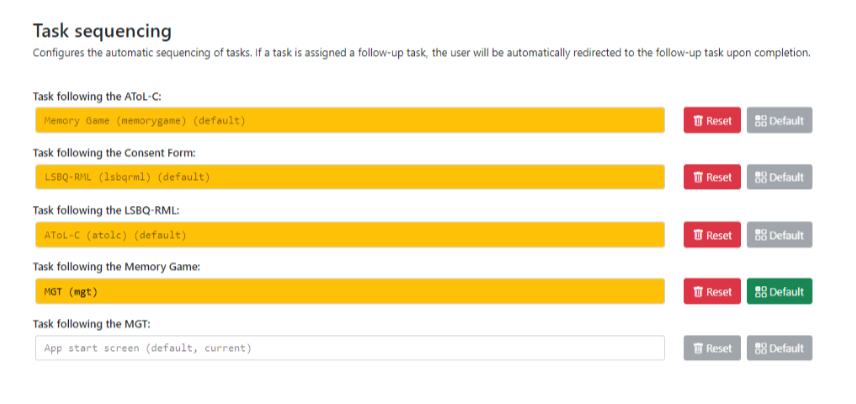 Task sequencing
Configures the automatic sequencing of tasks. If a task is assigned a follow-up task, the user will be automatically redirected to the follow-up task upon completion.
Task following the AToL-C:
Memory Game (memorygame) (default) Reset Default
Task following the Consent Form:
LSBQ-RML (lsbqrml) (default) Reset Default
Task following the LSBQ-RML:
AToL-C (atolc) (default) Reset Default
Task following the Memory Game:
MGT (mgt) Reset Default
Task following the MGT:
App start screen (default, current) Reset Default